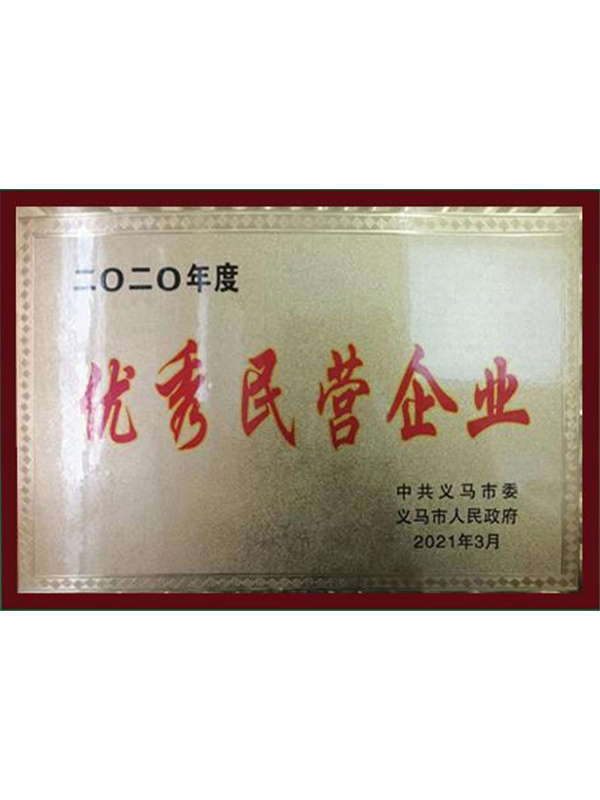 二〇二〇年度
优秀民营企业
中共义马市委
义马市人民政府
2021年3月